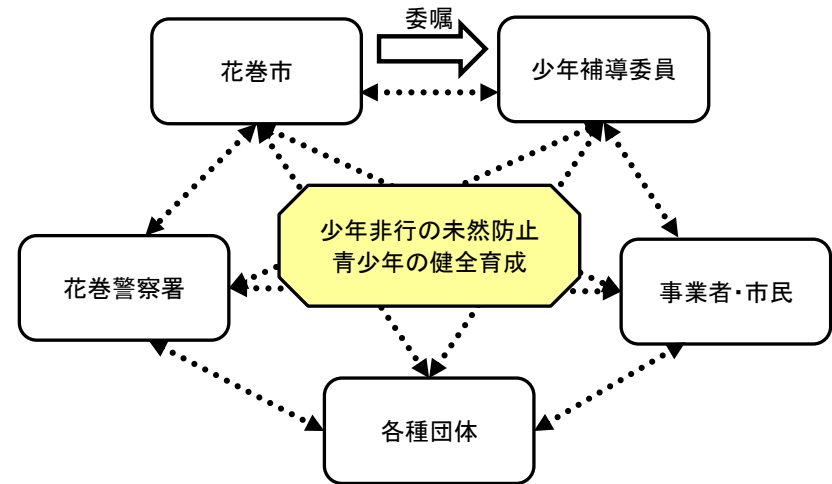 委嘱
花巻市
少年補導委員
少年非行の未然防止
青少年の健全育成
花巻警察署
事業者・市民
各種団体